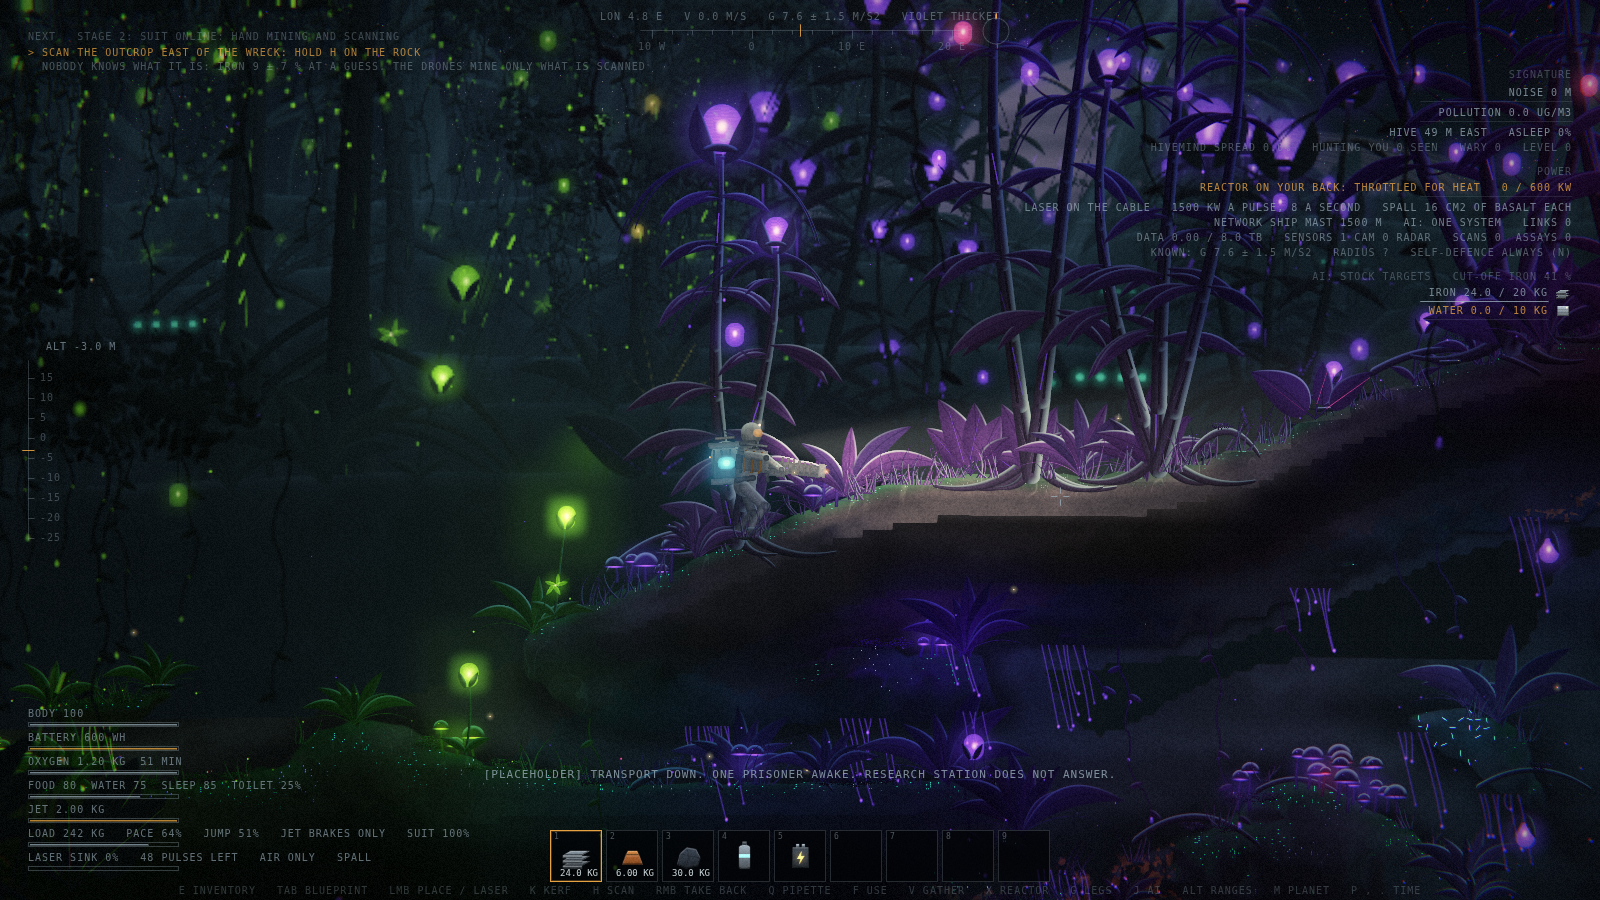 LON 4.8 E   V 0.0 M/S   G 7.6 ± 1.5 M/S2   VIOLET THICKET
10 W   0   10 E   20 E
NEXT   STAGE 2: SUIT ONLINE: HAND MINING AND SCANNING
> SCAN THE OUTCROP EAST OF THE WRECK: HOLD H ON THE ROCK
NOBODY KNOWS WHAT IT IS: IRON 9 ± 7 % AT A GUESS. THE DRONES MINE ONLY WHAT IS SCANNED
SIGNATURE
NOISE 0 M
POLLUTION 0.0 UG/M3
HIVE 49 M EAST   ASLEEP 0%
HUNTING YOU 0 SEEN   WARY 0   LEVEL 0
POWER
REACTOR ON YOUR BACK: THROTTLED FOR HEAT   0 / 600 KW
LASER ON THE CABLE   1500 KW A PULSE, 8 A SECOND   SPALL 16 CM2 OF BASALT EACH
NETWORK SHIP MAST 1500 M   AI: ONE SYSTEM   LINKS 0
DATA 0.00 / 8.0 TB   SENSORS 1 CAM 0 RADAR   SCANS 0   ASSAYS 0
KNOWN: G 7.6 ± 1.5 M/S2   RADIUS ?   SELF-DEFENCE ALWAYS (N)
AI: STOCK TARGETS   CUT-OFF IRON 41 %
IRON 24.0 / 20 KG
WATER 0.0 / 10 KG
ALT -3.0 M
15
10
5
0
-5
-10
-15
-20
-25
BODY 100
BATTERY 600 WH
OXYGEN 1.20 KG   51 MIN
FOOD 80   WATER 75   SLEEP 85   TOILET 25%
JET 2.00 KG
LOAD 242 KG   PACE 64%   JUMP 51%   JET BRAKES ONLY   SUIT 100%
LASER SINK 0%   48 PULSES LEFT   AIR ONLY   SPALL
[PLACEHOLDER] TRANSPORT DOWN. ONE PRISONER AWAKE. RESEARCH STATION DOES NOT ANSWER.
1   2   3   4   5   6   7   8   9
24.0 KG   6.00 KG   30.0 KG
E INVENTORY   TAB BLUEPRINT   LMB PLACE / LASER   K KERF   H SCAN   RMB TAKE BACK   Q PIPETTE   F USE   V GATHER   X REACTOR   G LEGS   J AI   ALT RANGES   M PLANET   P , . TIME